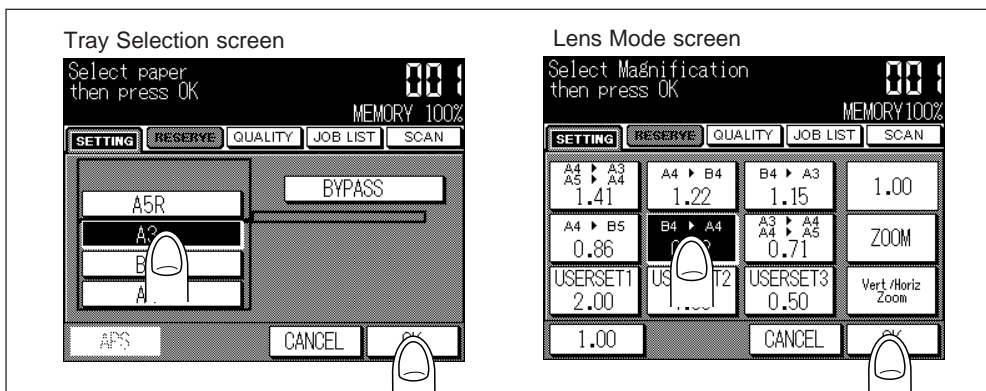 Tray Selection screen
Select paper
then press OK
001
MEMORY 100%
SETTING RESERVE QUALITY JOB LIST SCAN
A5R
BYPASS
A3
APS CANCEL
Lens Mode screen
Select Magnification
then press OK
001
MEMORY 100%
SETTING RESERVE QUALITY JOB LIST SCAN
A4 ▶ A3
A5 ▶ A4
1.41
A4 ▶ B4
1.22
B4 ▶ A3
1.15
1.00
A4 ▶ B5
0.86
B4 ▶ A4
A3 ▶ A4
A4 ▶ A5
0.71
ZOOM
USERSET1
2.00
USERSET3
0.50
Vert./Horiz
Zoom
1.00 CANCEL